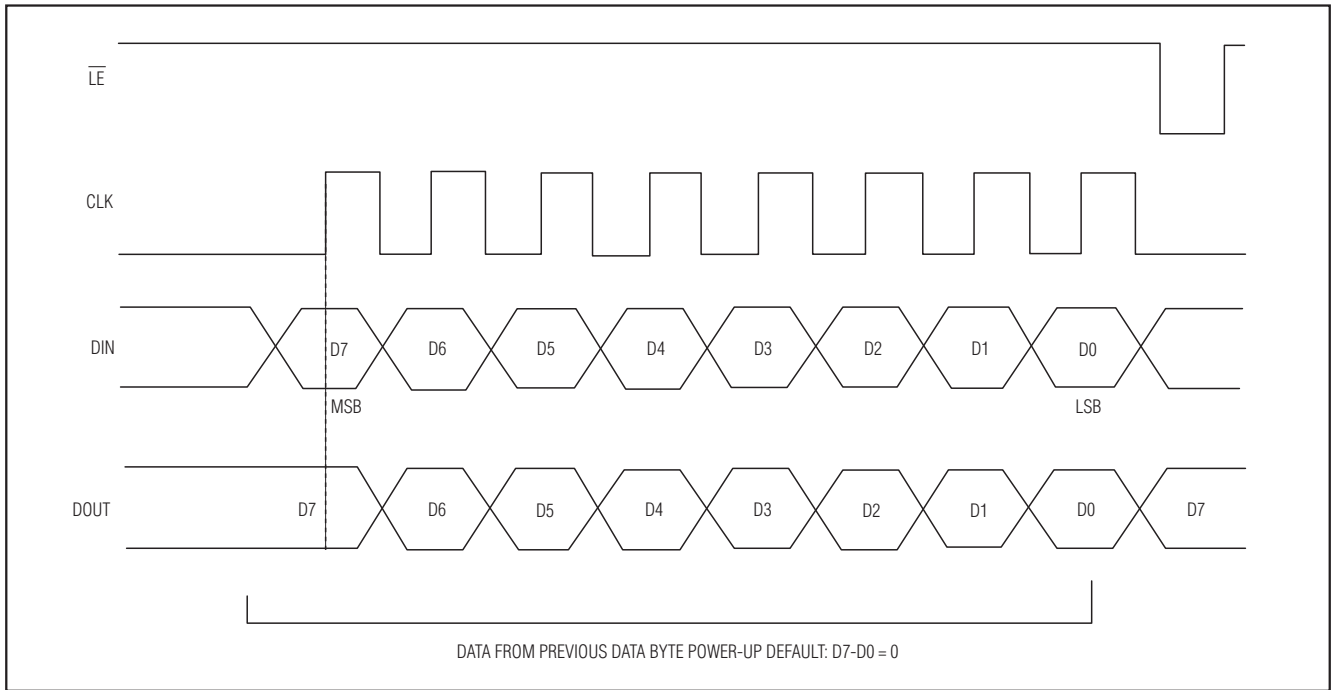 LE
CLK
DIN
D7 D6 D5 D4 D3 D2 D1 D0
MSB LSB
DOUT
D7 D6 D5 D4 D3 D2 D1 D0 D7
DATA FROM PREVIOUS DATA BYTE POWER-UP DEFAULT: D7-D0 = 0